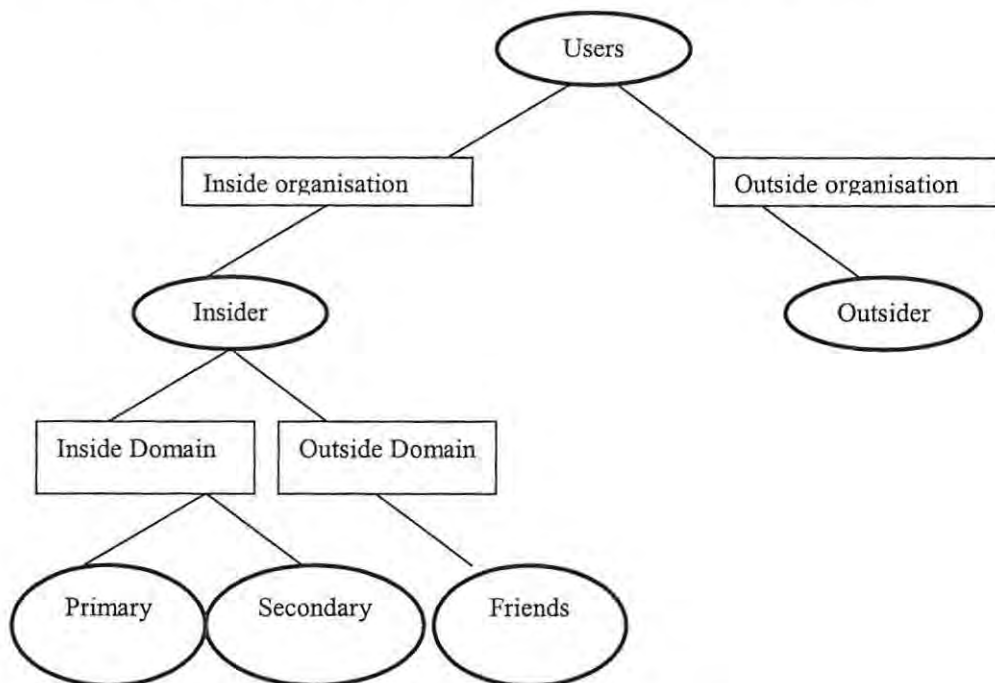 Users
Inside organisation
Outside organisation
Insider
Outsider
Inside Domain
Outside Domain
Primary
Secondary
Friends